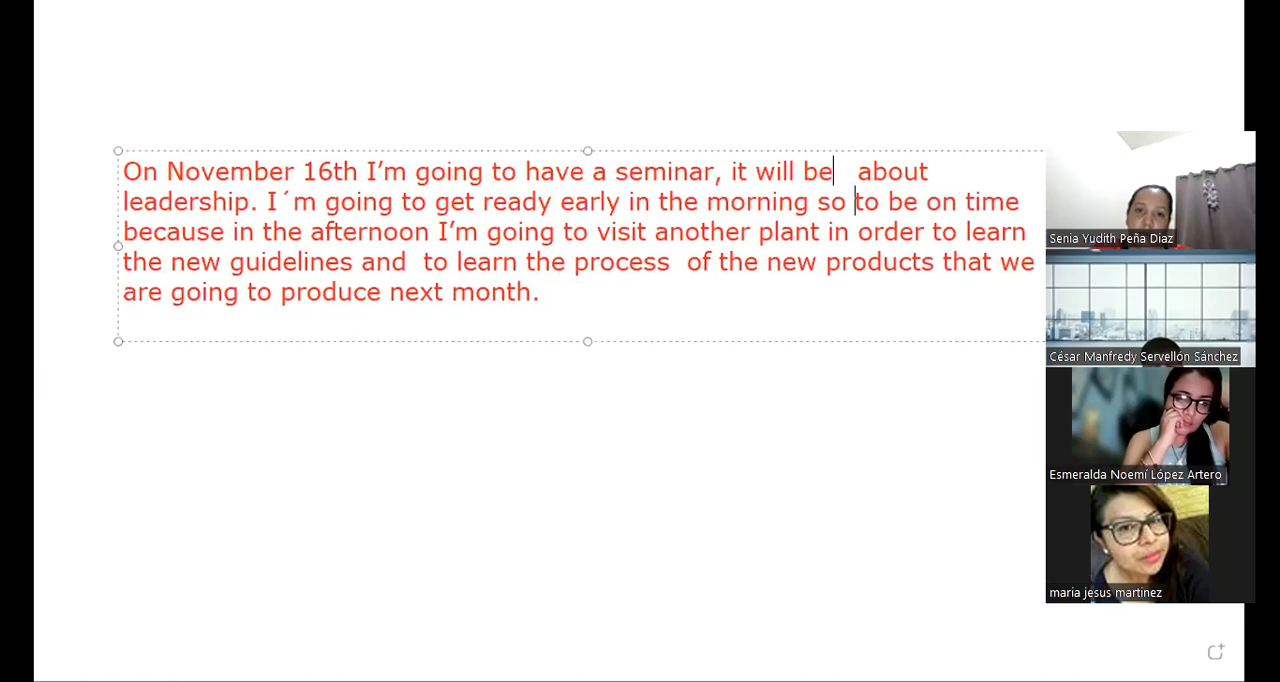 On November 16th I’m going to have a seminar, it will be about
leadership. I´m going to get ready early in the morning so to be on time
because in the afternoon I’m going to visit another plant in order to learn
the new guidelines and to learn the process of the new products that we
are going to produce next month.
Senia Yudith Peña Diaz
César Manfredy Servellón Sánchez
Esmeralda Noemí López Artero
maria jesus martinez